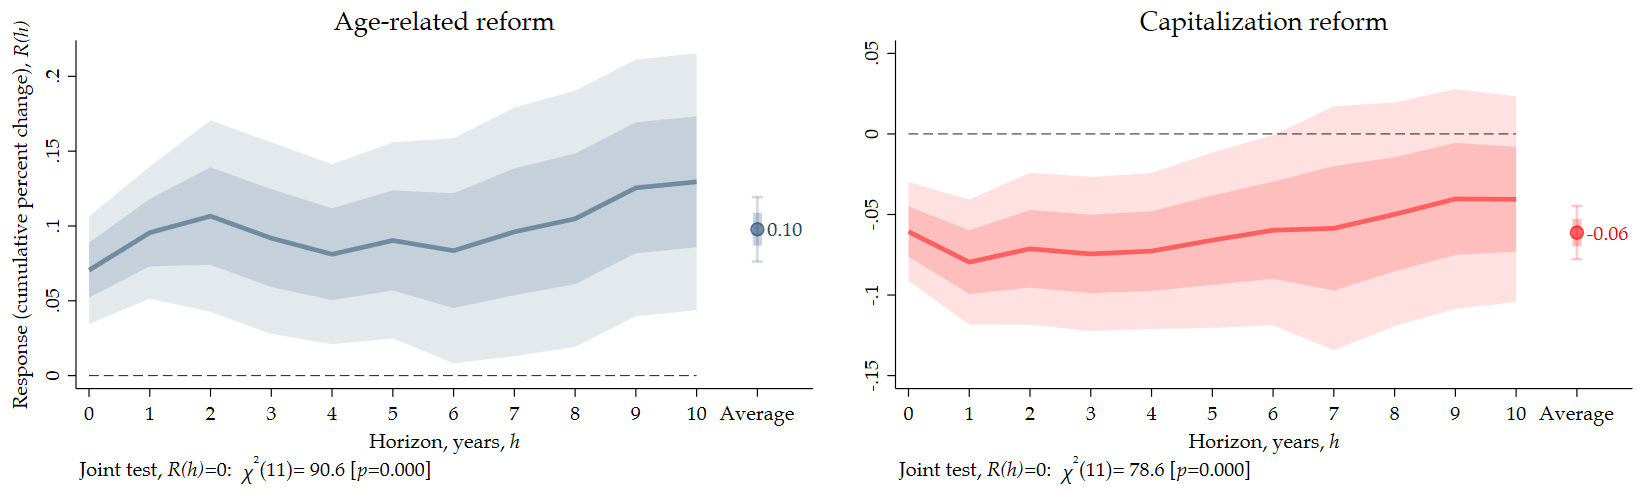 Age-related reform
Response (cumulative percent change), R(h)
.2
.15
.1
.05
0
0 1 2 3 4 5 6 7 8 9 10 Average
0.10
Horizon, years, h
Joint test, R(h)=0: χ²(11)= 90.6 [p=0.000]
Capitalization reform
.05
0
-.05
-.1
-.15
0 1 2 3 4 5 6 7 8 9 10 Average
-0.06
Horizon, years, h
Joint test, R(h)=0: χ²(11)= 78.6 [p=0.000]